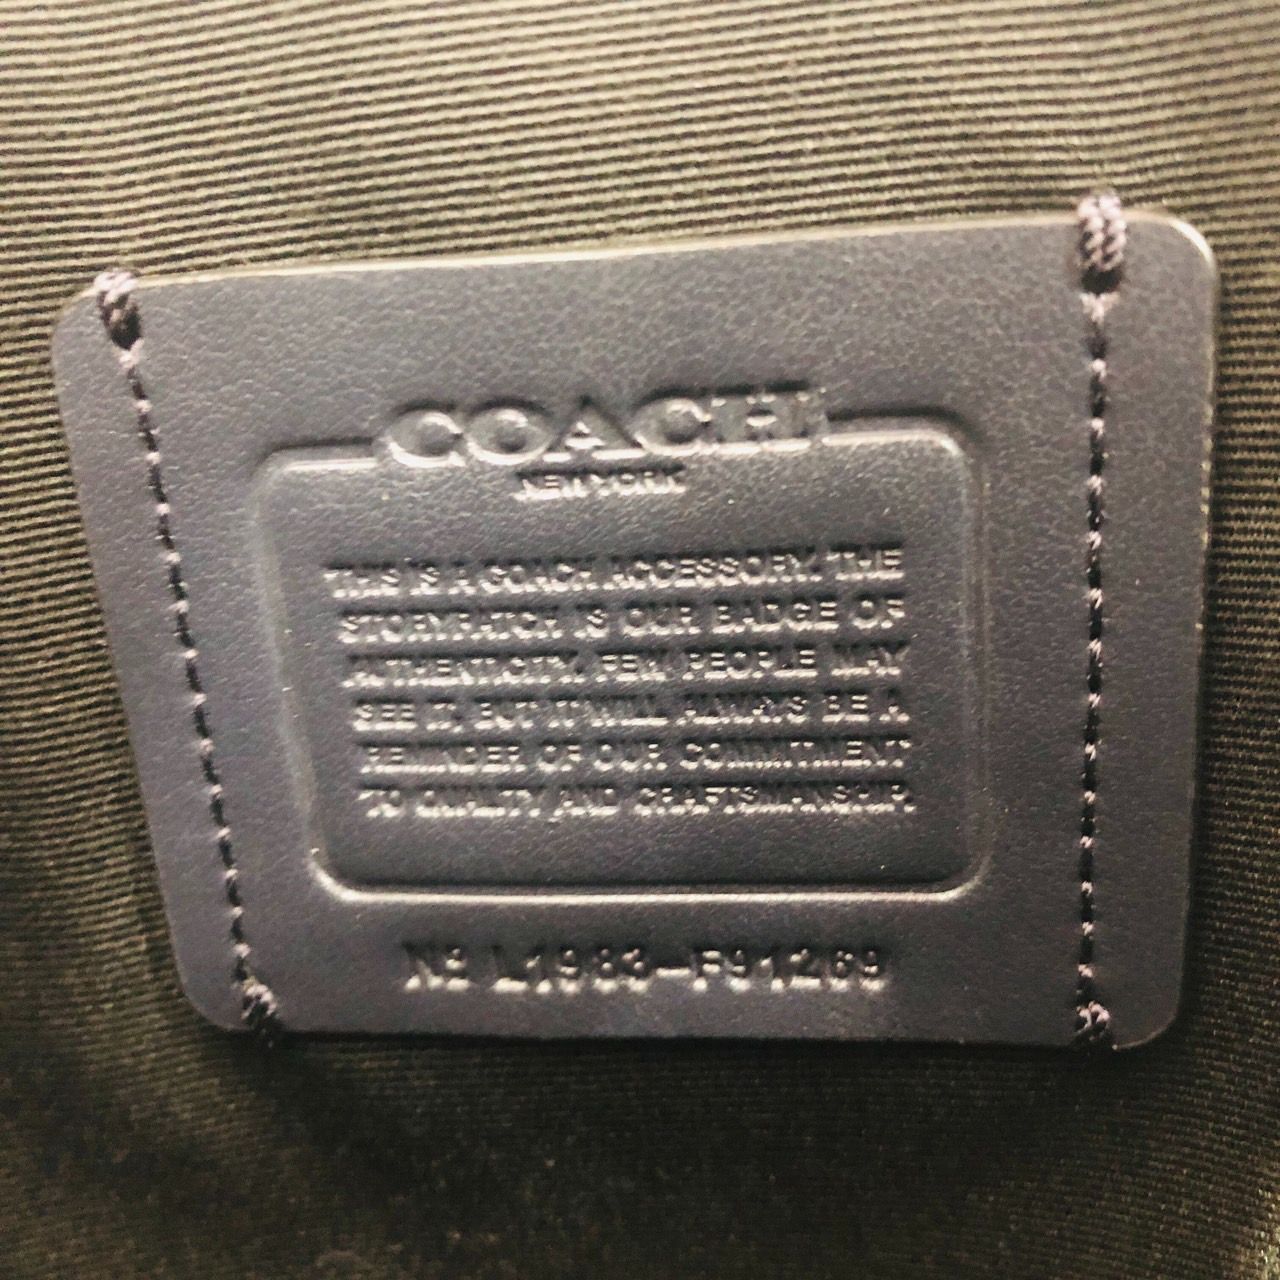 COACH
NEW YORK
THIS IS A COACH ACCESSORY. THE
STORYPATCH IS OUR BADGE OF
AUTHENTICITY. FEW PEOPLE MAY
SEE IT, BUT IT WILL ALWAYS BE A
REMINDER OF OUR COMMITMENT
TO QUALITY AND CRAFTSMANSHIP.
Nº L1983-F91269